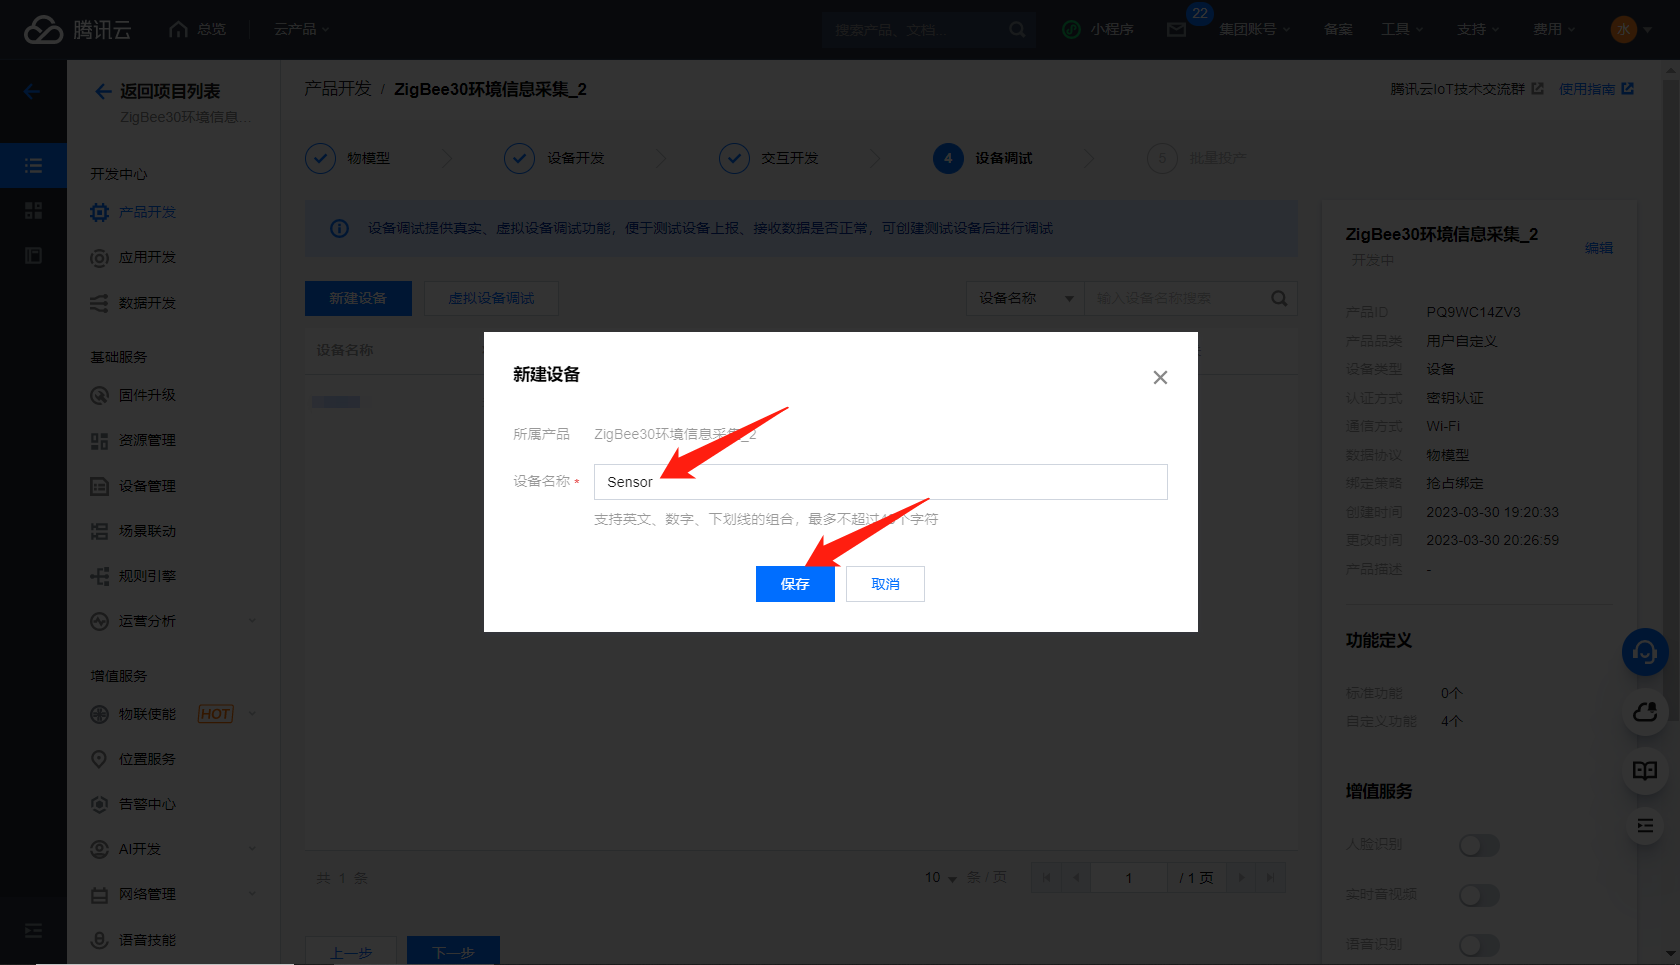 腾讯云
总览
云产品
搜索产品、文档...
小程序
22
集团账号
备案
工具
支持
费用
水
返回项目列表
ZigBee30环境信息...
开发中心
产品开发
应用开发
数据开发
基础服务
固件升级
资源管理
设备管理
场景联动
规则引擎
运营分析
增值服务
物联使能 HOT
位置服务
告警中心
AI开发
网络管理
语音技能
产品开发 / ZigBee30环境信息采集_2
腾讯云IoT技术交流群
使用指南
物模型
设备开发
交互开发
4 设备调试
5 批量投产
设备调试提供真实、虚拟设备调试功能，便于测试设备上报、接收数据是否正常，可创建测试设备后进行调试
新建设备
虚拟设备调试
设备名称
输入设备名称搜索
设备名称
新建设备
所属产品 ZigBee30环境信息采集_2
设备名称 * Sensor
支持英文、数字、下划线的组合，最多不超过个字符
保存
取消
共 1 条
10 条 / 页
1
/ 1 页
上一步
下一步
ZigBee30环境信息采集_2
编辑
开发中
产品ID PQ9WC14ZV3
产品品类 用户自定义
设备类型 设备
认证方式 密钥认证
通信方式 Wi-Fi
数据协议 物模型
绑定策略 抢占绑定
创建时间 2023-03-30 19:20:33
更改时间 2023-03-30 20:26:59
产品描述 -
功能定义
标准功能 0个
自定义功能 4个
增值服务
人脸识别
实时音视频
语音识别